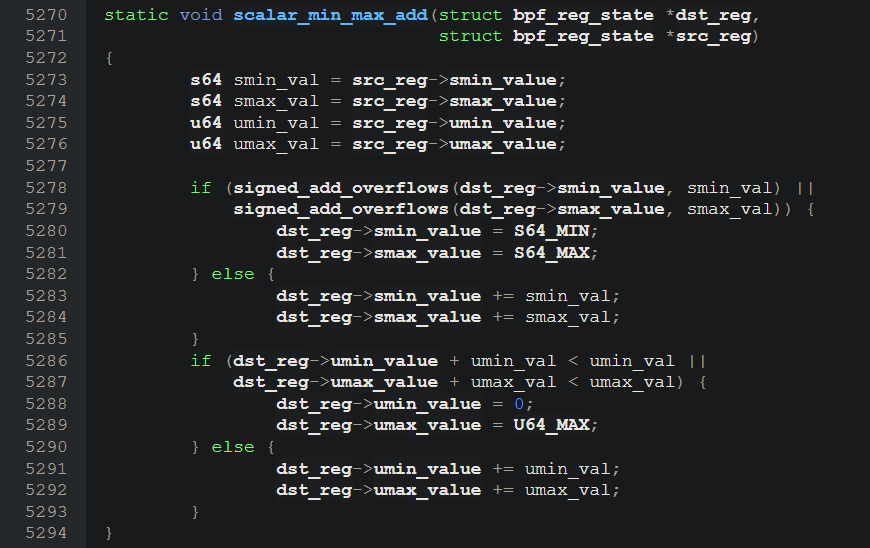 5270 static void scalar_min_max_add(struct bpf_reg_state *dst_reg,
5271                                struct bpf_reg_state *src_reg)
5272 {
5273         s64 smin_val = src_reg->smin_value;
5274         s64 smax_val = src_reg->smax_value;
5275         u64 umin_val = src_reg->umin_value;
5276         u64 umax_val = src_reg->umax_value;
5277
5278         if (signed_add_overflows(dst_reg->smin_value, smin_val) ||
5279             signed_add_overflows(dst_reg->smax_value, smax_val)) {
5280                 dst_reg->smin_value = S64_MIN;
5281                 dst_reg->smax_value = S64_MAX;
5282         } else {
5283                 dst_reg->smin_value += smin_val;
5284                 dst_reg->smax_value += smax_val;
5285         }
5286         if (dst_reg->umin_value + umin_val < umin_val ||
5287             dst_reg->umax_value + umax_val < umax_val) {
5288                 dst_reg->umin_value = 0;
5289                 dst_reg->umax_value = U64_MAX;
5290         } else {
5291                 dst_reg->umin_value += umin_val;
5292                 dst_reg->umax_value += umax_val;
5293         }
5294 }